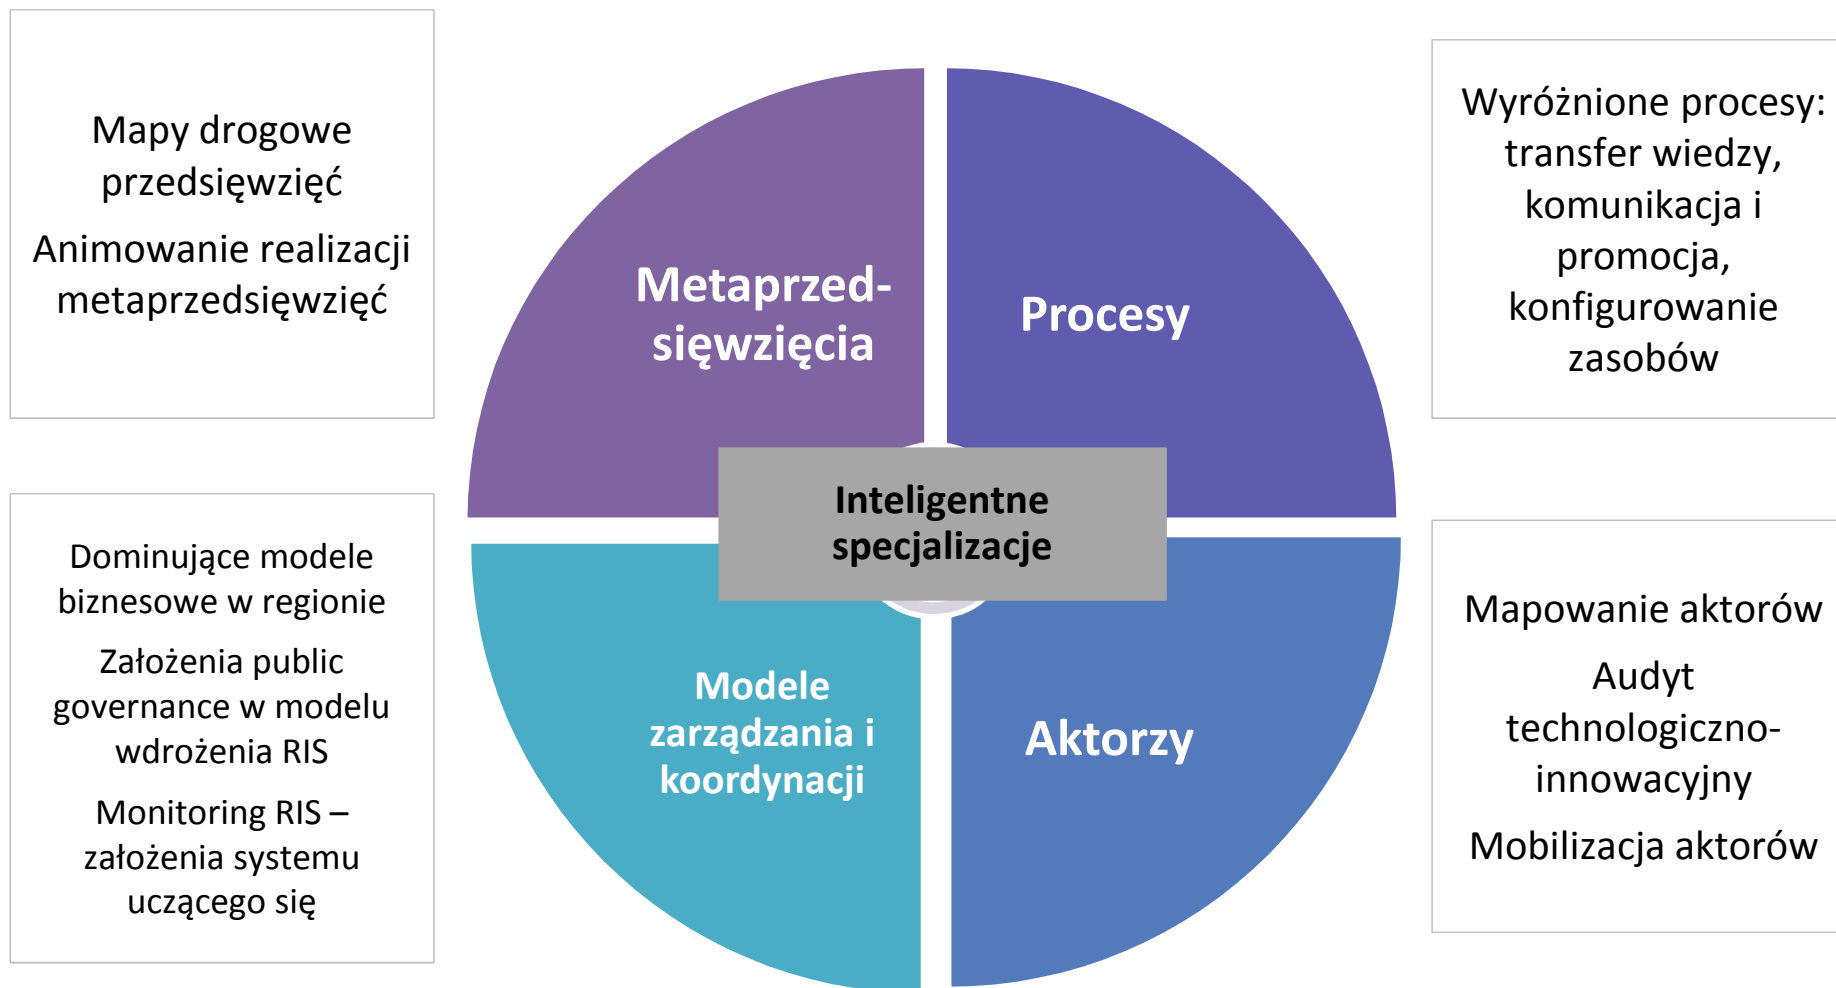 Mapy drogowe
przedsięwzięć
Animowanie realizacji
metaprzedsięwzięć
Metaprzed-
sięwzięcia
Procesy
Wyróżnione procesy:
transfer wiedzy,
komunikacja i
promocja,
konfigurowanie
zasobów
Inteligentne
specjalizacje
Dominujące modele
biznesowe w regionie
Założenia public
governance w modelu
wdrożenia RIS
Monitoring RIS –
założenia systemu
uczącego się
Modele
zarządzania i
koordynacji
Aktorzy
Mapowanie aktorów
Audyt
technologiczno-
innowacyjny
Mobilizacja aktorów